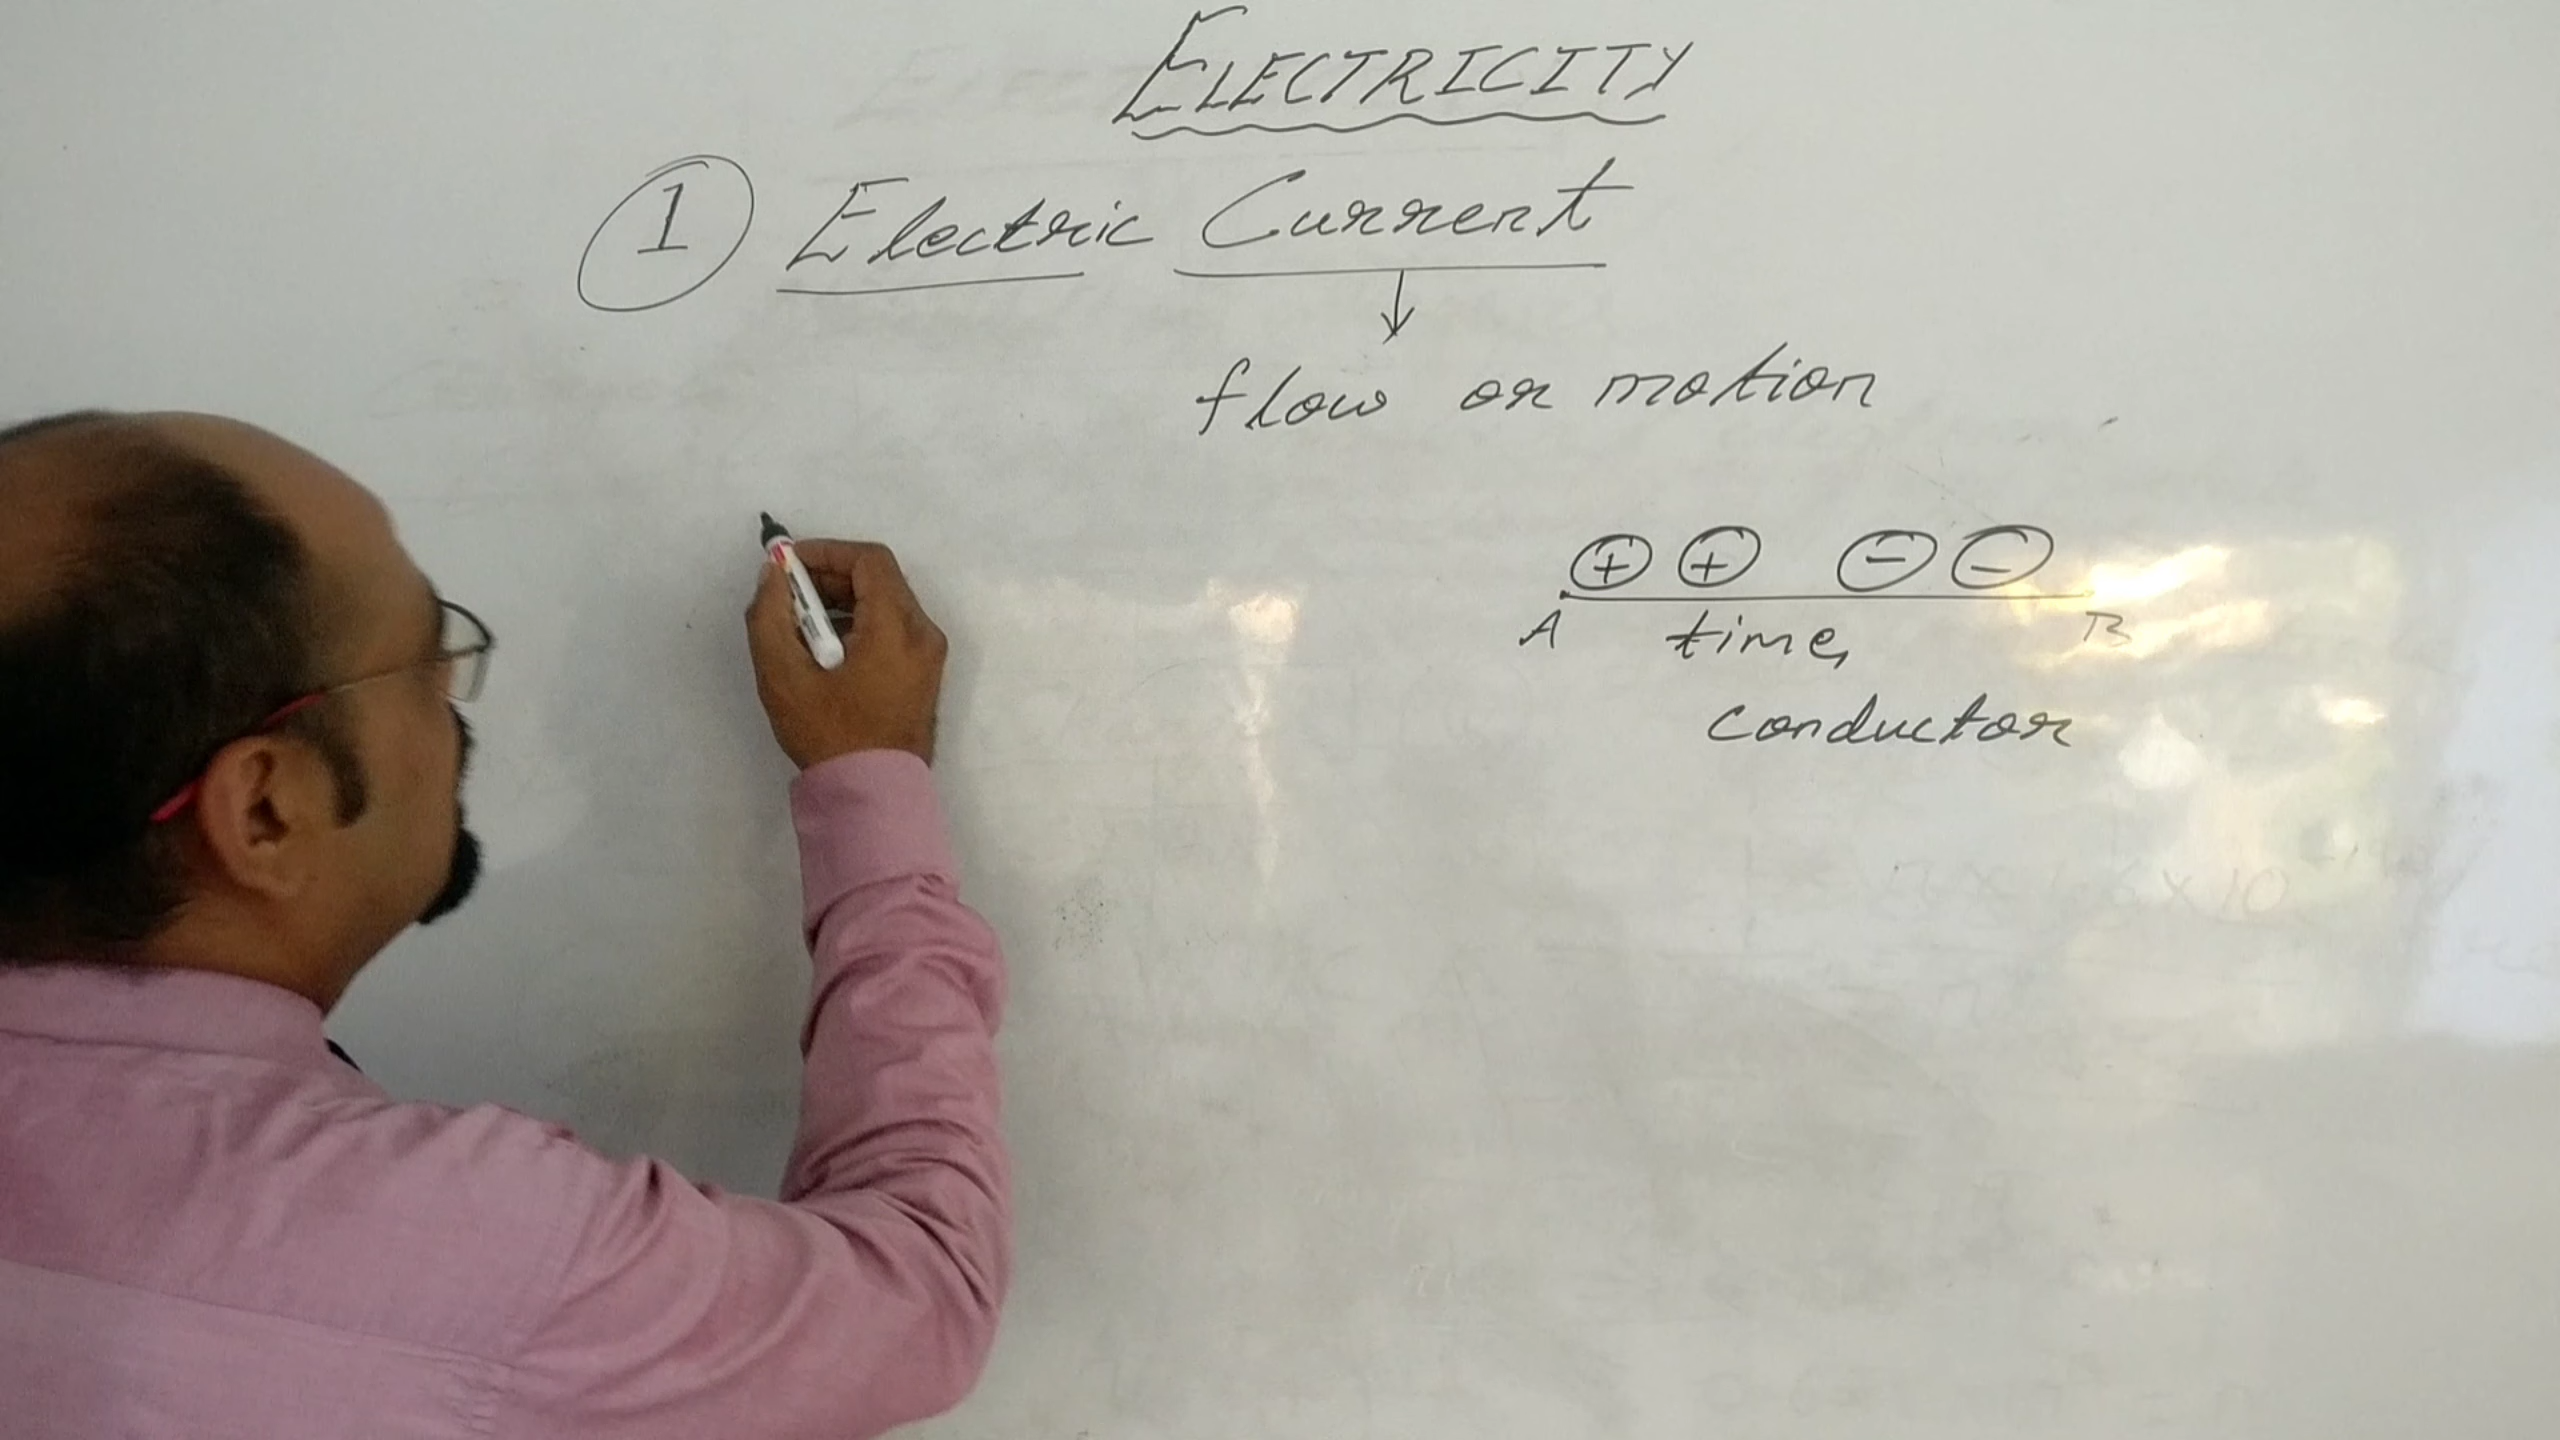 ELECTRICITY
1 Electric Current
↓
flow or motion
+ + - -
A time, B
conductor